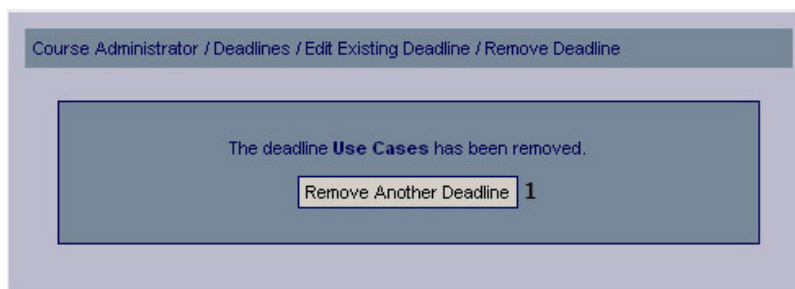 Course Administrator / Deadlines / Edit Existing Deadline / Remove Deadline
The deadline Use Cases has been removed.
Remove Another Deadline 1